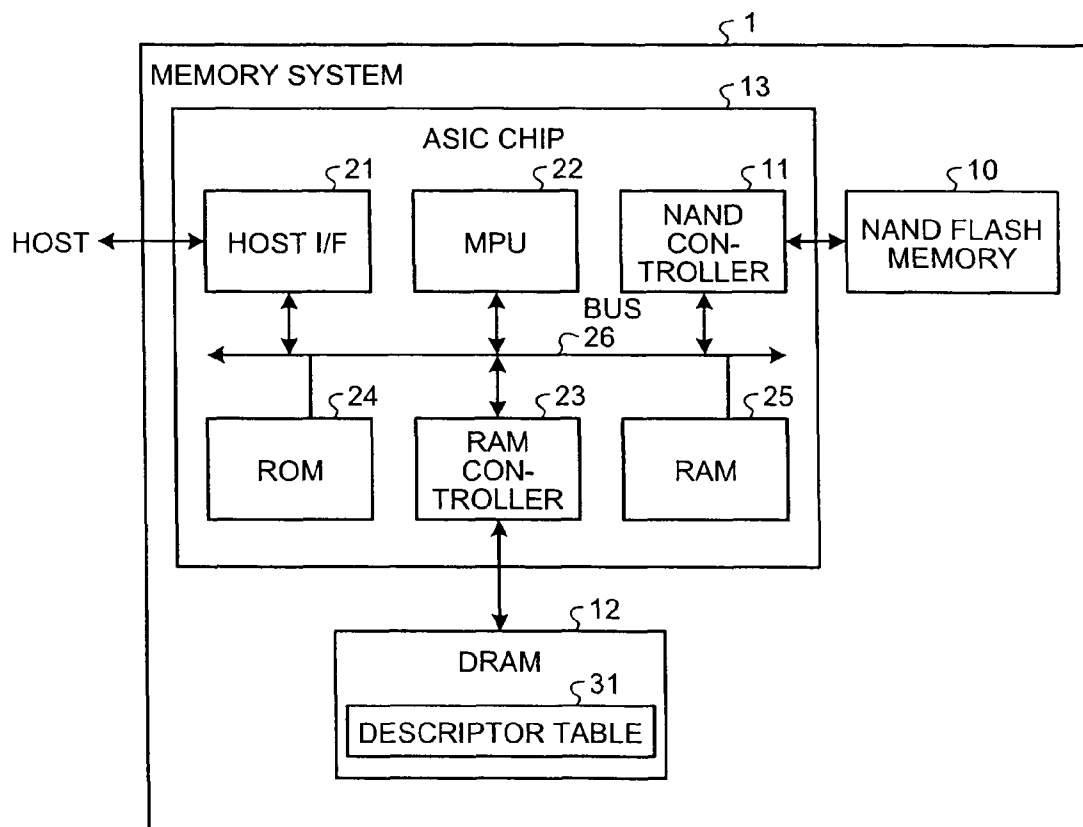 1
MEMORY SYSTEM
13
ASIC CHIP
21
22
11
10
HOST
HOST I/F
MPU
NAND
CON-
TROLLER
NAND FLASH
MEMORY
BUS
26
24
23
25
ROM
RAM
CON-
TROLLER
RAM
12
DRAM
31
DESCRIPTOR TABLE